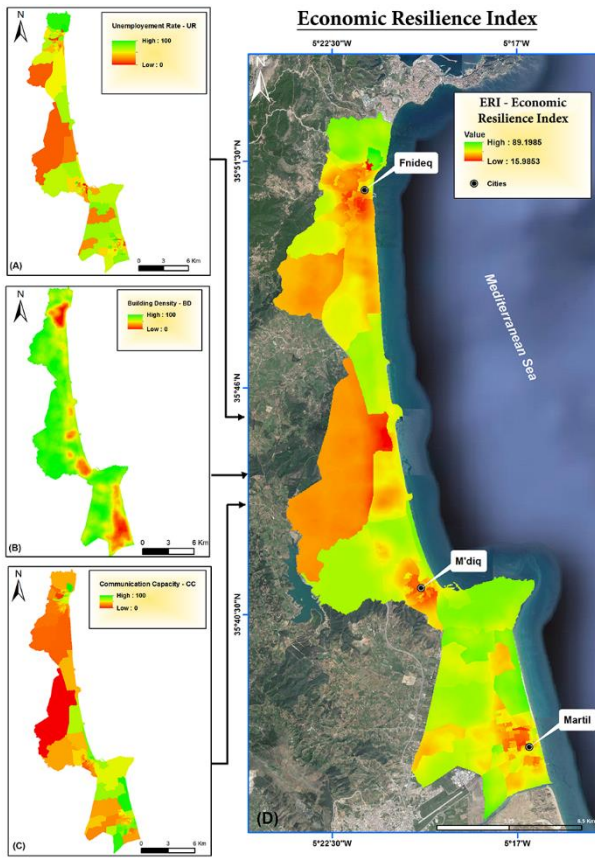 Economic Resilience Index
N
Unemployement Rate - UR
High : 100
Low : 0
0 3 6 Km
(A)
N
Building Density - BD
High : 100
Low : 0
0 3 6 Km
(B)
N
Communication Capacity - CC
High : 100
Low : 0
0 3 6 Km
(C)
5°22'30"W 5°17'W
N
ERI - Economic
Resilience Index
Value
High : 89.1985
Low : 15.9853
Cities
35°51'30"N
Fnideq
Mediterranean Sea
35°46'N
M'diq
35°40'30"N
Martil
(D)
5°22'30"W 5°17'W